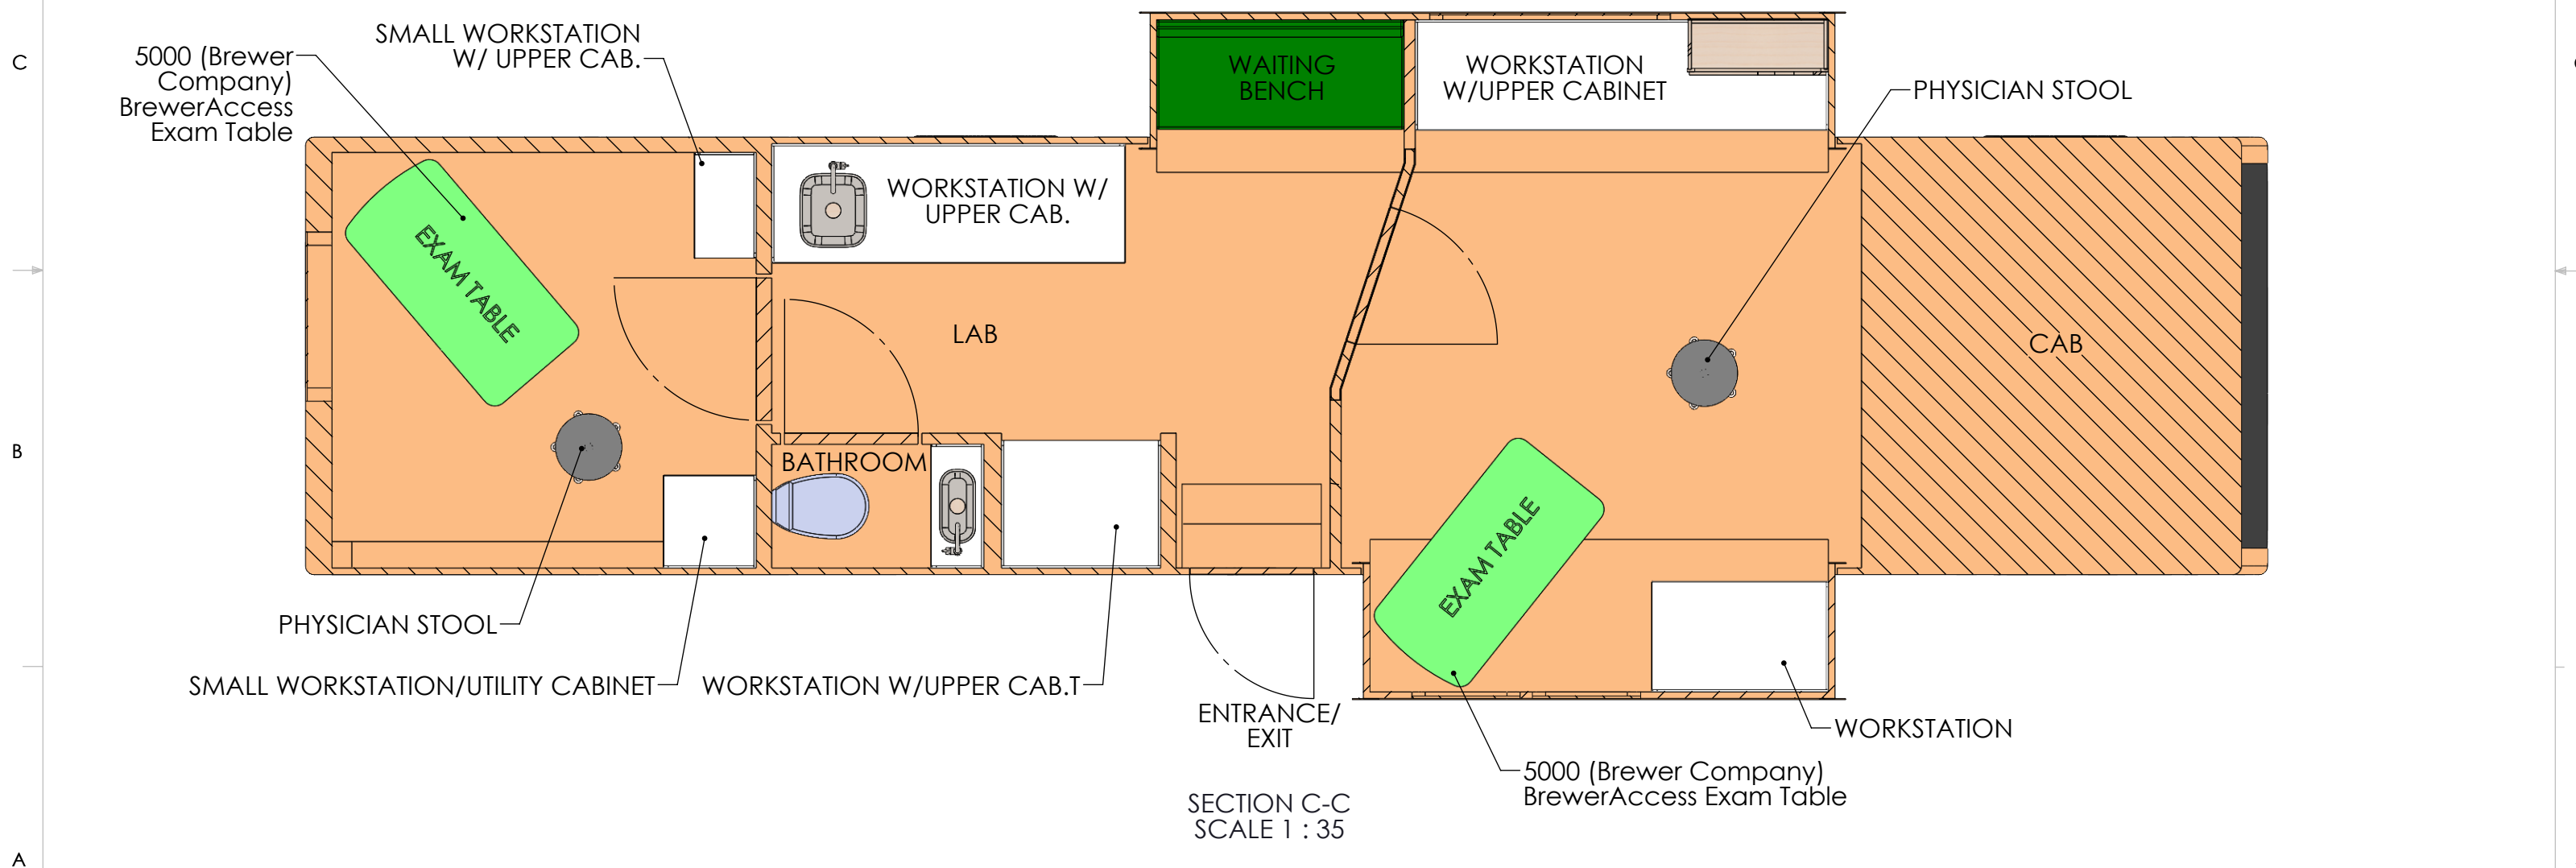 C
5000 (Brewer
Company)
BrewerAccess
Exam Table
SMALL WORKSTATION
W/ UPPER CAB.
WAITING
BENCH
WORKSTATION
W/UPPER CABINET
PHYSICIAN STOOL
EXAM TABLE
WORKSTATION W/
UPPER CAB.
LAB
CAB
B
BATHROOM
EXAM TABLE
PHYSICIAN STOOL
SMALL WORKSTATION/UTILITY CABINET
WORKSTATION W/UPPER CAB.T
ENTRANCE/
EXIT
WORKSTATION
5000 (Brewer Company)
BrewerAccess Exam Table
SECTION C-C
SCALE 1 : 35
A